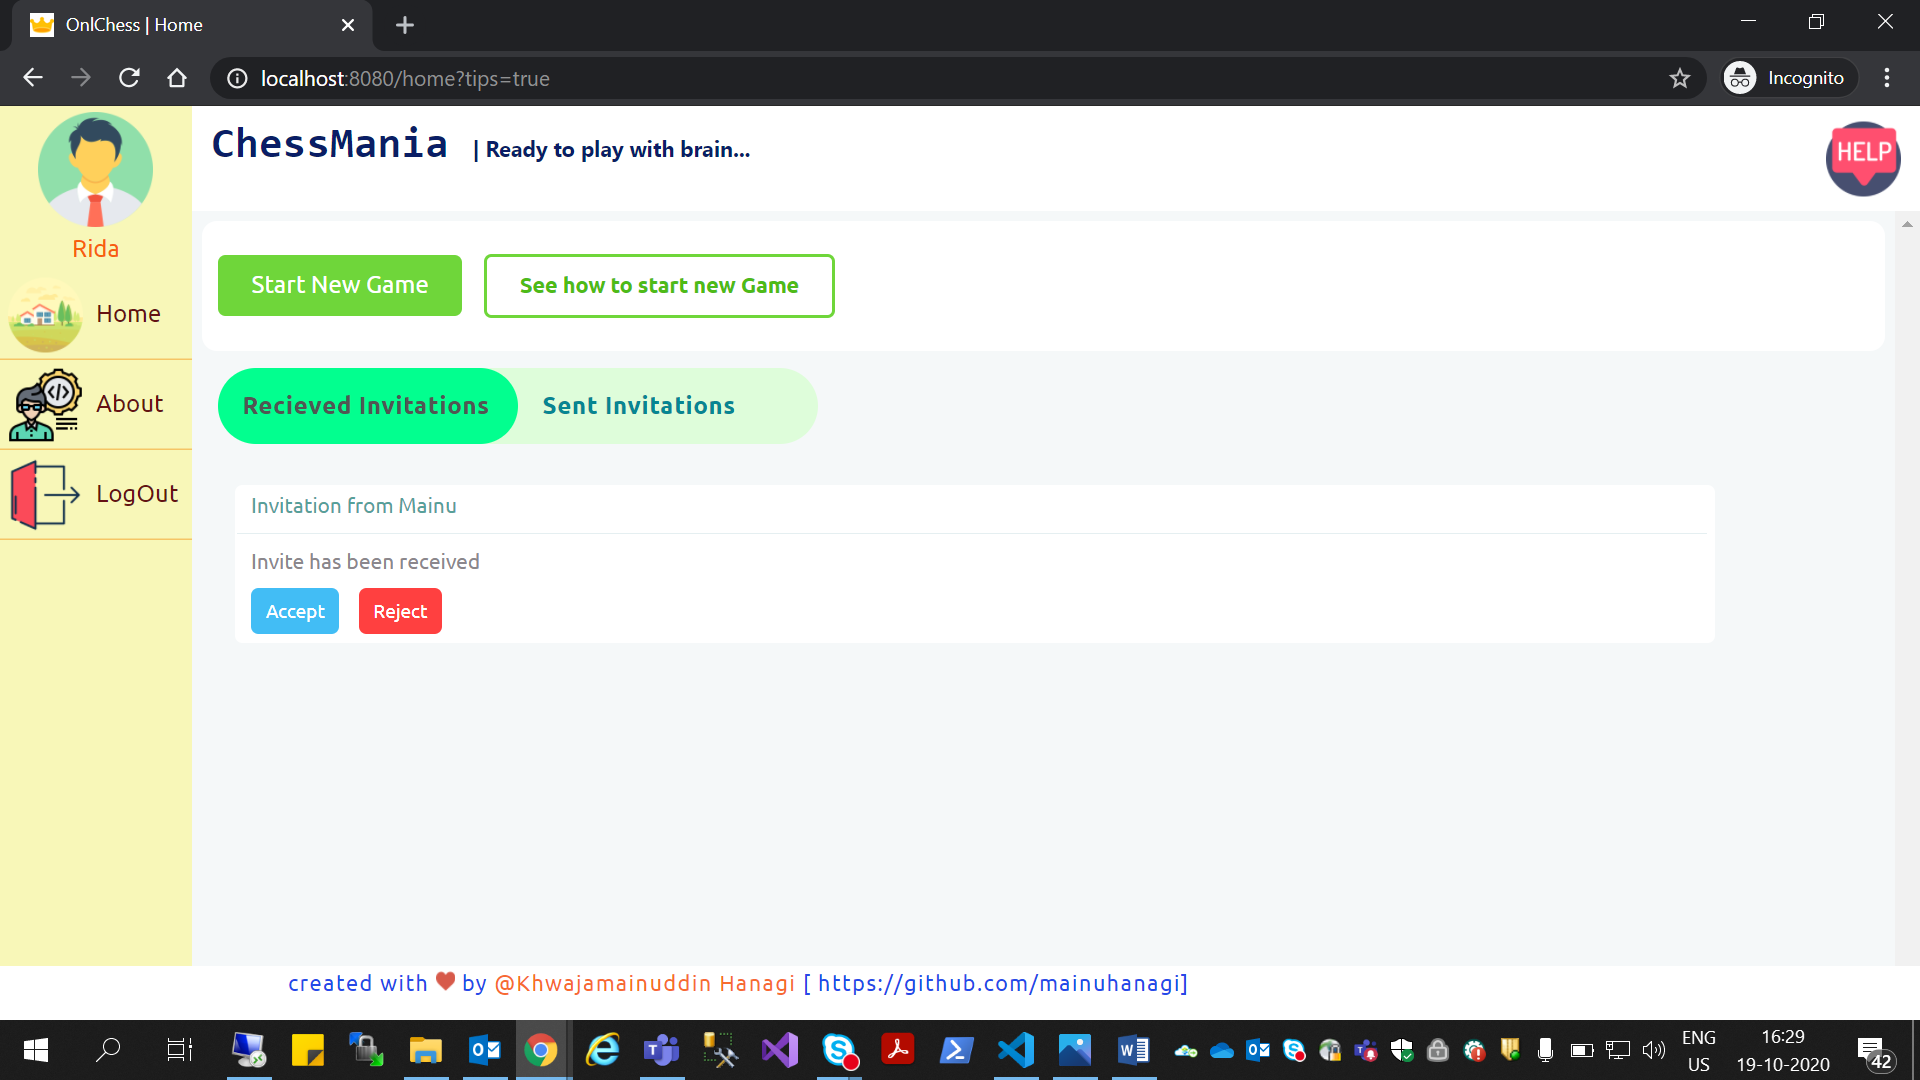 OnlChess | Home
localhost:8080/home?tips=true
Incognito
Rida
Home
About
LogOut
ChessMania | Ready to play with brain...
HELP
Start New Game
See how to start new Game
Recieved Invitations
Sent Invitations
Invitation from Mainu
Invite has been received
Accept
Reject
created with by @Khwajamainuddin Hanagi [ https://github.com/mainuhanagi]
ENG
US
16:29
19-10-2020
42